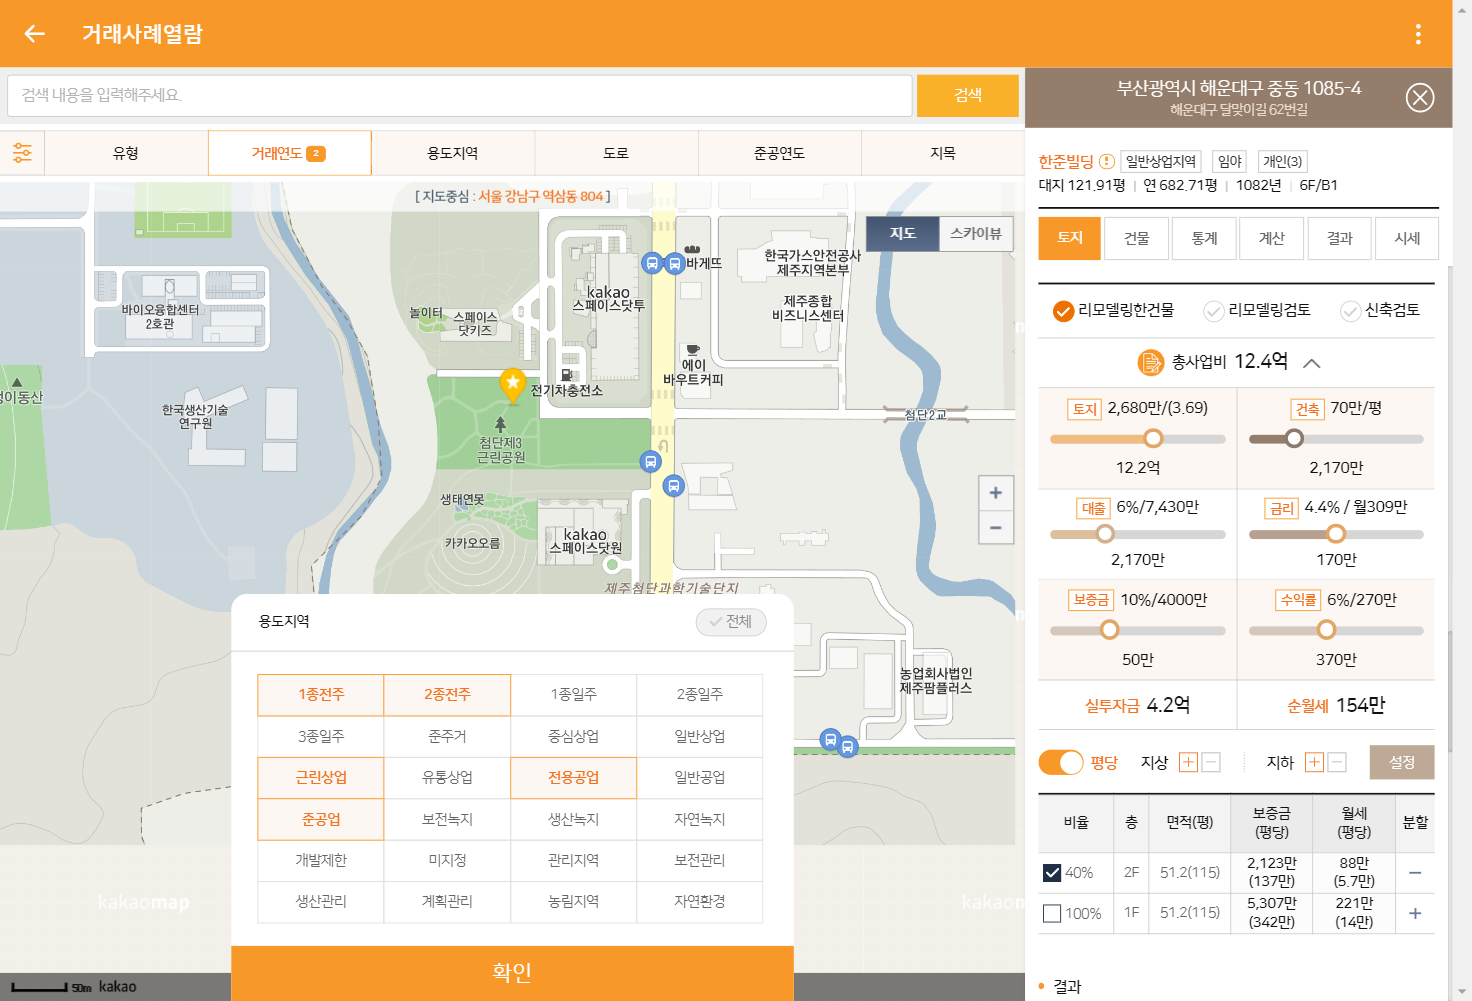 거래사례열람
검색 내용을 입력해주세요.
검색
유형
거래연도 2
용도지역
도로
준공연도
지목
[ 지도중심 : 서울 강남구 역삼동 804 ]
지도
스카이뷰
바게뜨
한국가스안전공사
제주지역본부
kakao
스페이스닷투
제주종합
비즈니스센터
바이오융합센터
2호관
놀이터
스페이스
닷키즈
에이
바우트커피
전기차충전소
한국생산기술
연구원
첨단2교
첨단제3
근린공원
생태연못
카카오오름
kakao
스페이스닷원
제주첨단과학기술단지
+
−
농업회사법인
제주팜플러스
kakaomap
50m
kakao
용도지역
전체
1종전주
2종전주
1종일주
2종일주
3종일주
준주거
중심상업
일반상업
근린상업
유통상업
전용공업
일반공업
준공업
보전녹지
생산녹지
자연녹지
개발제한
미지정
관리지역
보전관리
생산관리
계획관리
농림지역
자연환경
확인
부산광역시 해운대구 중동 1085-4
해운대구 달맞이길 62번길
한준빌딩
일반상업지역
임야
개인(3)
대지 121.91평 | 연 682.71평 | 1082년 | 6F/B1
토지
건물
통계
계산
결과
시세
리모델링한건물
리모델링검토
신축검토
총사업비 12.4억
토지 2,680만/(3.69)
12.2억
건축 70만/평
2,170만
대출 6%/7,430만
2,170만
금리 4.4% / 월309만
170만
보증금 10%/4000만
50만
수익률 6%/270만
370만
실투자금 4.2억
순월세 154만
평당
지상 + −
지하 + −
설정
비율
층
면적(평)
보증금
(평당)
월세
(평당)
분할
40%
2F
51.2(115)
2,123만
(137만)
88만
(5.7만)
−
100%
1F
51.2(115)
5,307만
(342만)
221만
(14만)
+
결과